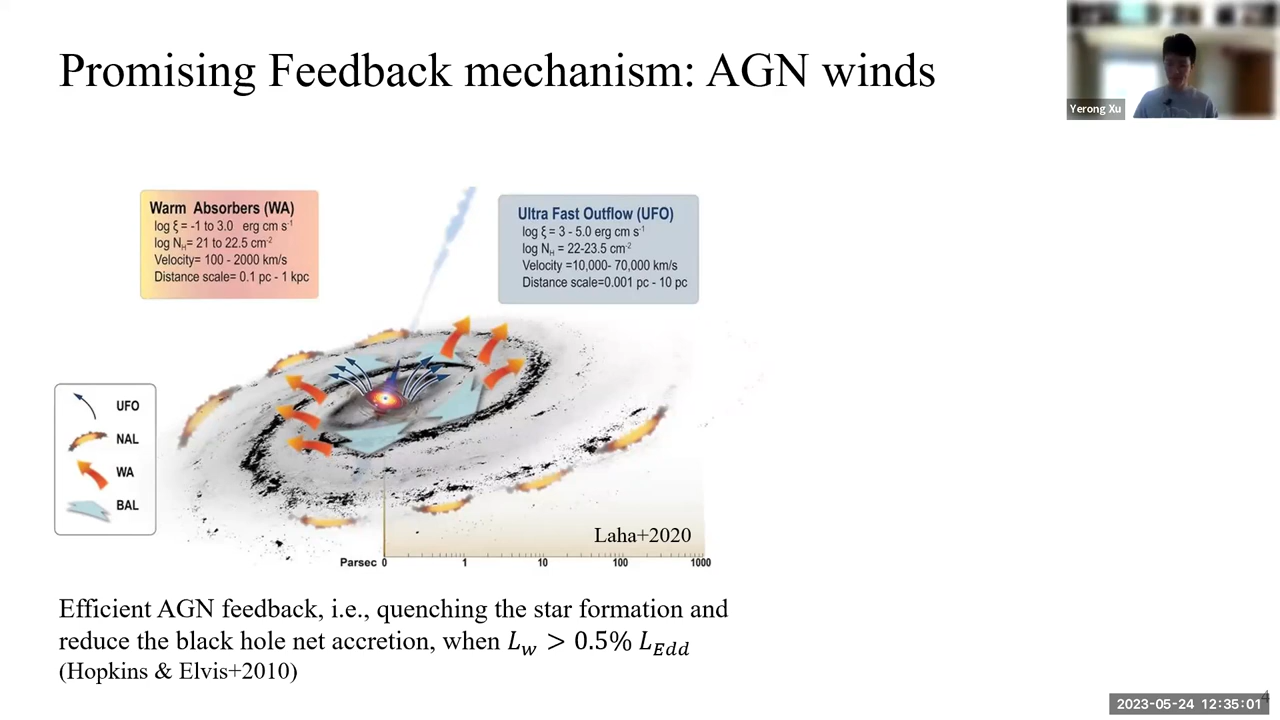 Promising Feedback mechanism: AGN winds
Yerong Xu
Warm Absorbers (WA)
log ξ = -1 to 3.0 erg cm s⁻¹
log N_H= 21 to 22.5 cm⁻²
Velocity= 100 - 2000 km/s
Distance scale= 0.1 pc - 1 kpc
Ultra Fast Outflow (UFO)
log ξ = 3 - 5.0 erg cm s⁻¹
log N_H = 22-23.5 cm⁻²
Velocity =10,000- 70,000 km/s
Distance scale=0.001 pc - 10 pc
UFO
NAL
WA
BAL
Laha+2020
Parsec 0 1 10 100 1000
Efficient AGN feedback, i.e., quenching the star formation and
reduce the black hole net accretion, when L_w > 0.5% L_Edd
(Hopkins & Elvis+2010)
4
2023-05-24 12:35:01